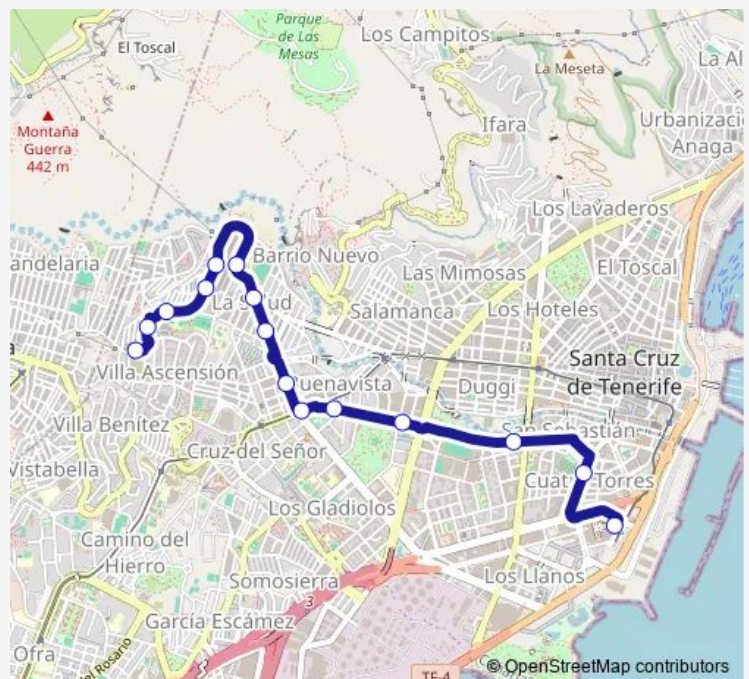 Parque
de Las
Mesas
El Toscal
Los Campitos
La Meseta
Montaña
Guerra
442 m
Ifara
Urbanizació
Anaga
Los Lavaderos
andelaria
Barrio Nuevo
Las Mimosas
El Toscal
La Salud
Salamanca
Los Hoteles
Santa Cruz
de Tenerife
Villa Ascensión
Buenavista
Duggi
Villa Benítez
San Sebastián
Cruz del Señor
Vistabella
Cuatro Torres
Los Gladiolos
Camino del
Hierro
Somosierra
Los Llanos
3
García Escámez
Ofra
del Rosario
TF-4
© OpenStreetMap contributors